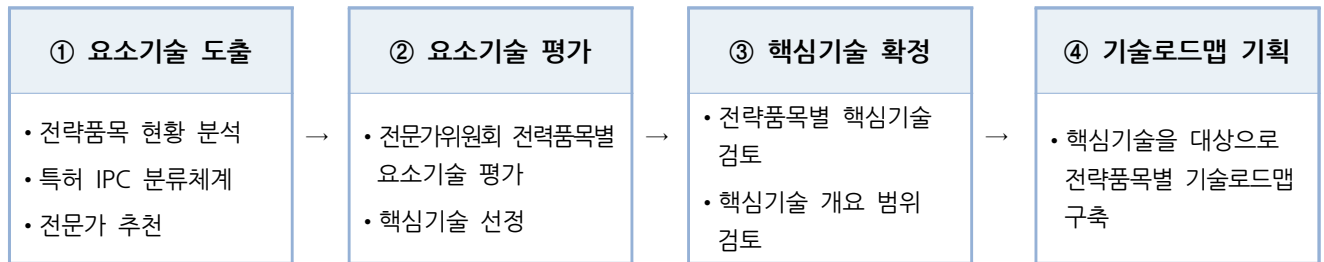 ① 요소기술 도출
• 전략품목 현황 분석
• 특허 IPC 분류체계
• 전문가 추천
→
② 요소기술 평가
• 전문가위원회 전력품목별
요소기술 평가
• 핵심기술 선정
→
③ 핵심기술 확정
• 전략품목별 핵심기술
검토
• 핵심기술 개요 범위
검토
→
④ 기술로드맵 기획
• 핵심기술을 대상으로
전략품목별 기술로드맵
구축